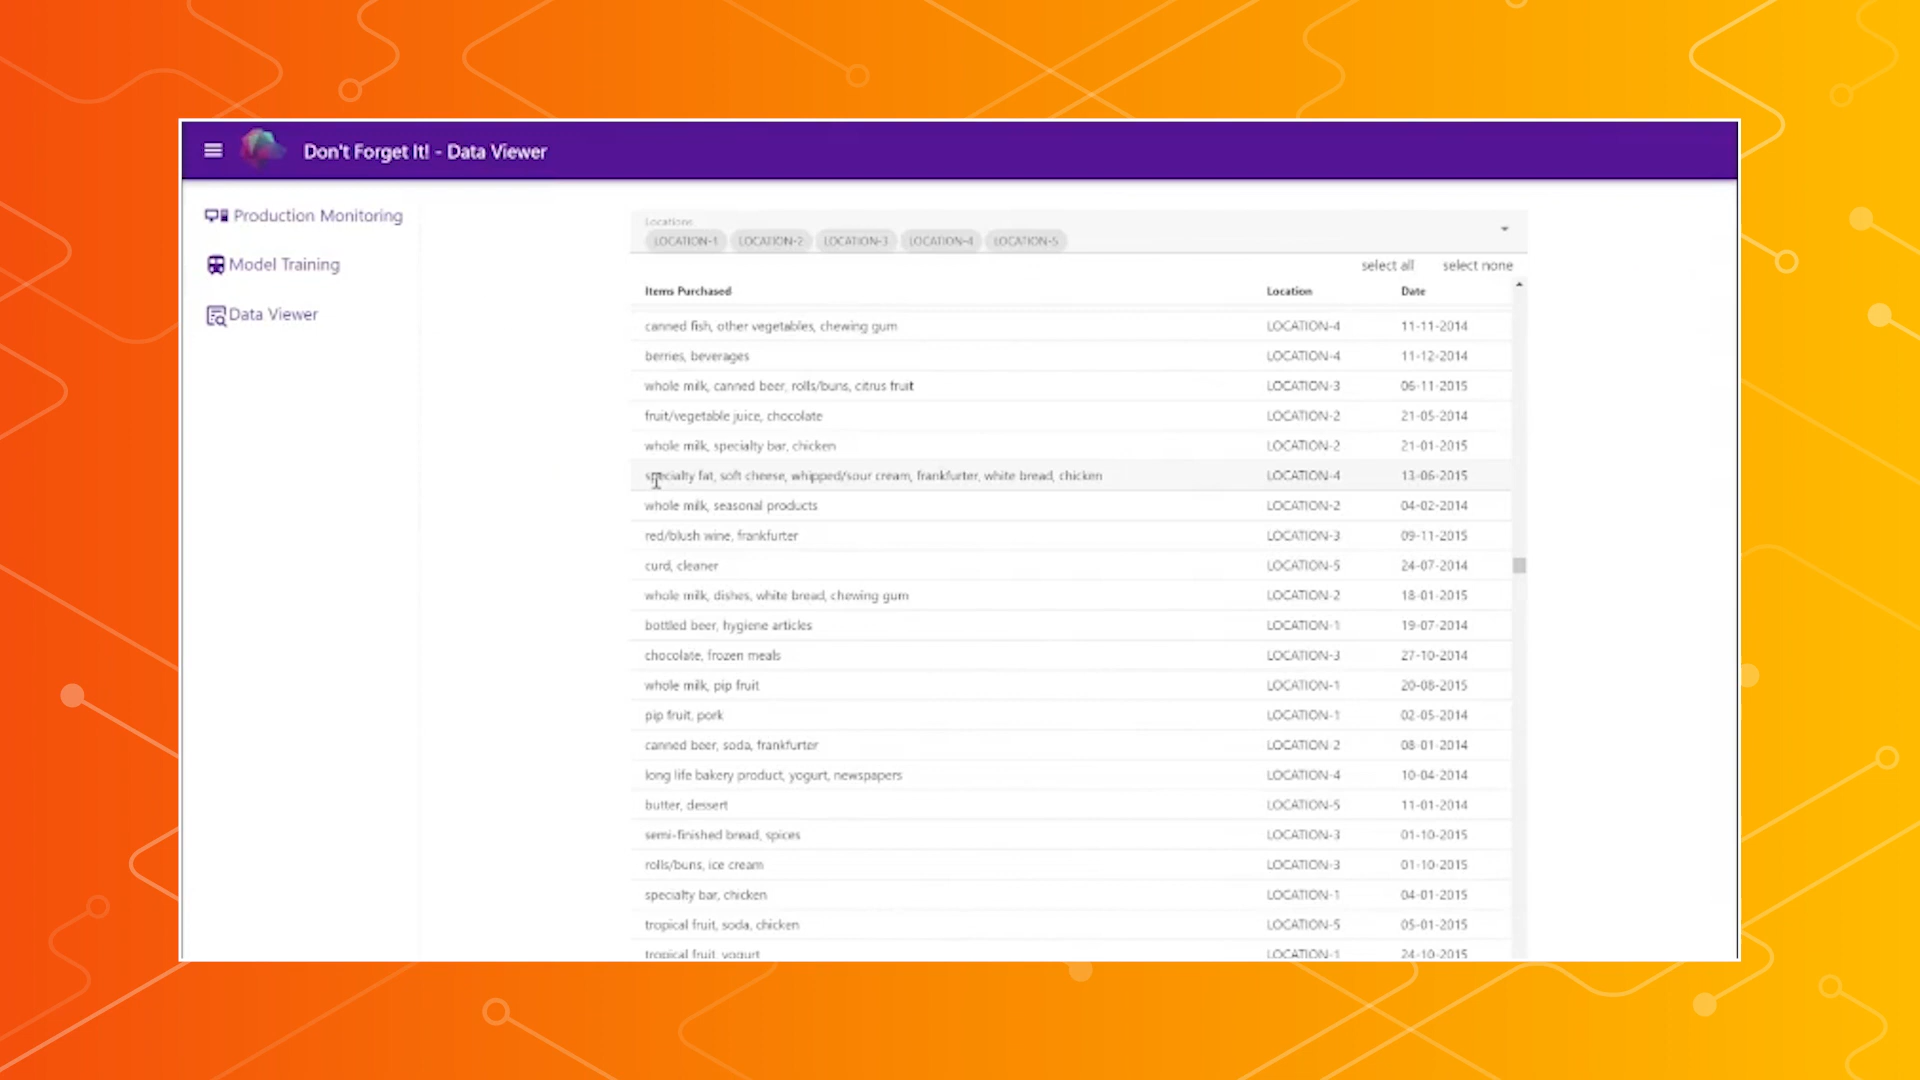 Don't Forget It! - Data Viewer
Production Monitoring
Model Training
Data Viewer
Locations
LOCATION-1 LOCATION-2 LOCATION-3 LOCATION-4 LOCATION-5
select all select none
Items Purchased Location Date
canned fish, other vegetables, chewing gum LOCATION-4 11-11-2014
berries, beverages LOCATION-4 11-12-2014
whole milk, canned beer, rolls/buns, citrus fruit LOCATION-3 06-11-2015
fruit/vegetable juice, chocolate LOCATION-2 21-05-2014
whole milk, specialty bar, chicken LOCATION-2 21-01-2015
specialty fat, soft cheese, whipped/sour cream, frankfurter, white bread, chicken LOCATION-4 13-06-2015
whole milk, seasonal products LOCATION-2 04-02-2014
red/blush wine, frankfurter LOCATION-3 09-11-2015
curd, cleaner LOCATION-5 24-07-2014
whole milk, dishes, white bread, chewing gum LOCATION-2 18-01-2015
bottled beer, hygiene articles LOCATION-1 19-07-2014
chocolate, frozen meals LOCATION-3 27-10-2014
whole milk, pip fruit LOCATION-1 20-08-2015
pip fruit, pork LOCATION-1 02-05-2014
canned beer, soda, frankfurter LOCATION-2 08-01-2014
long life bakery product, yogurt, newspapers LOCATION-4 10-04-2014
butter, dessert LOCATION-5 11-01-2014
semi-finished bread, spices LOCATION-3 01-10-2015
rolls/buns, ice cream LOCATION-3 01-10-2015
specialty bar, chicken LOCATION-1 04-01-2015
tropical fruit, soda, chicken LOCATION-5 05-01-2015
tropical fruit, yogurt LOCATION-1 24-10-2015